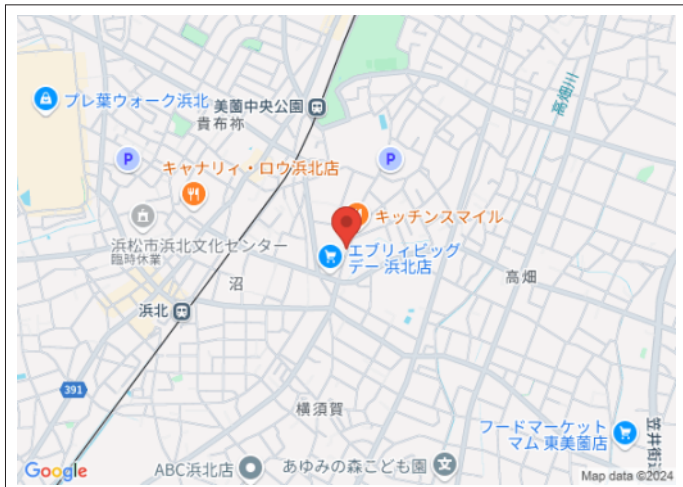 プレ葉ウォーク浜北
美薗中央公園
貴布祢
P
P
キャナリィ・ロウ浜北店
キッチンスマイル
浜松市浜北文化センター
臨時休業
エブリィビッグ
デー 浜北店
沼
高畑
浜北
391
横須賀
フードマーケット
マム 東美薗店
笠井街道
ABC浜北店
あゆみの森こども園
Google
Map data ©2024